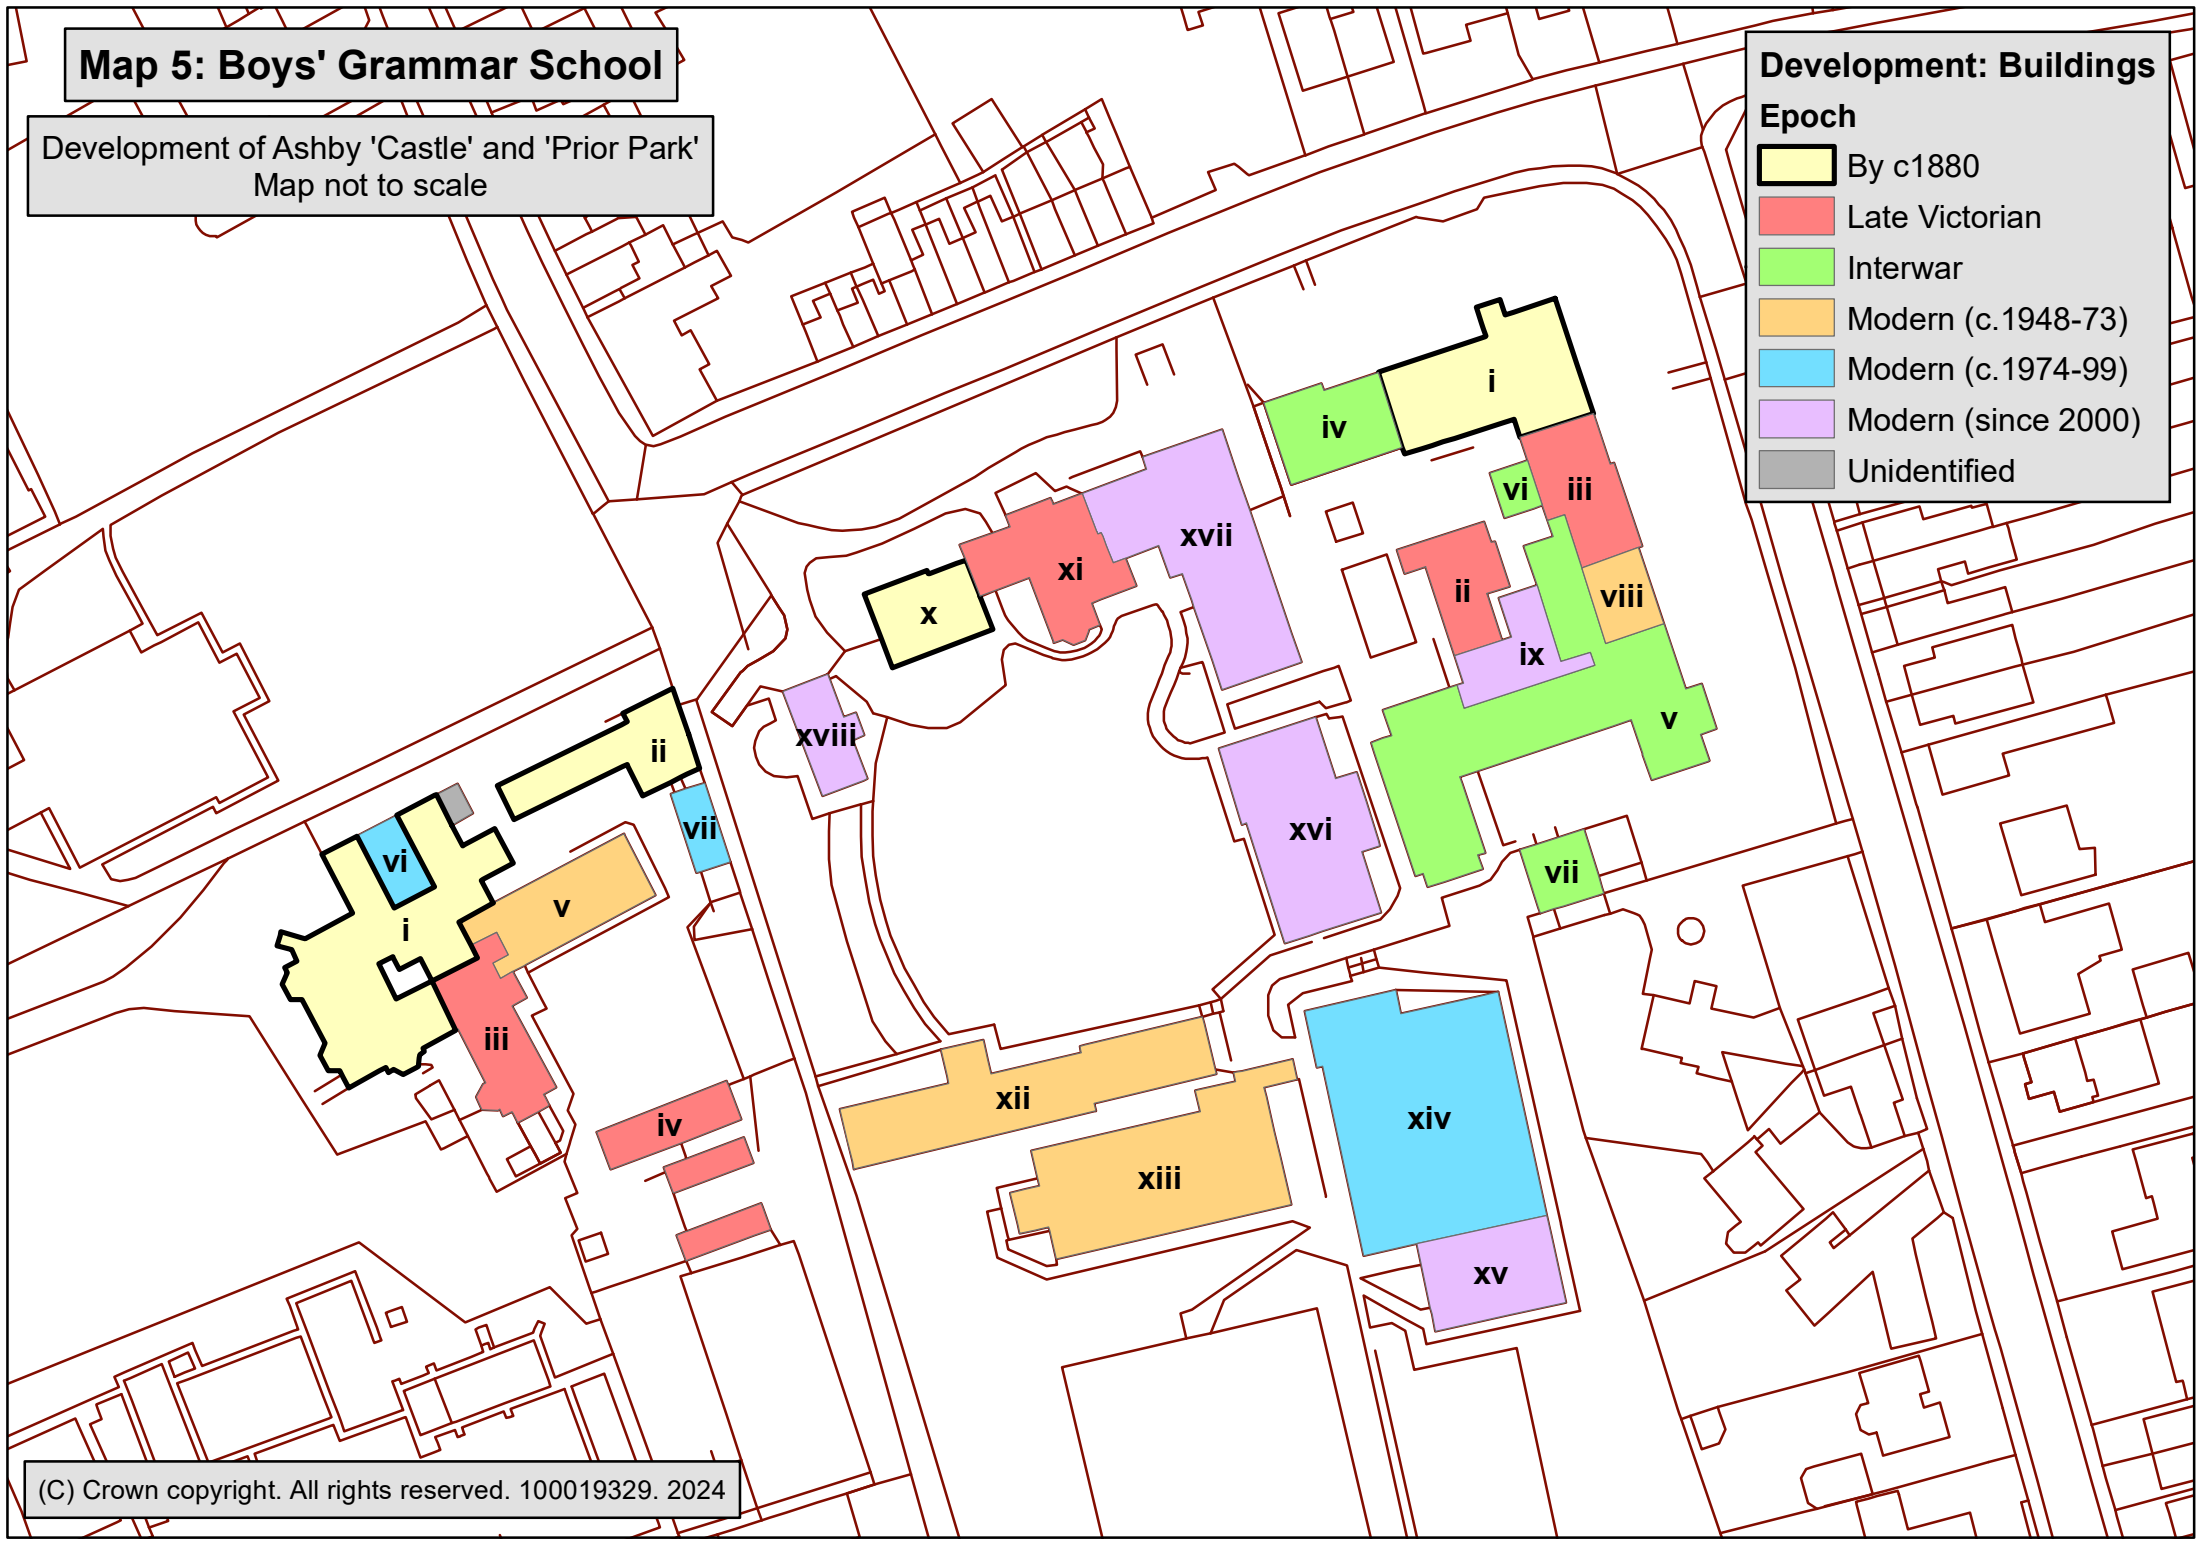 Map 5: Boys' Grammar School
Development of Ashby 'Castle' and 'Prior Park'
Map not to scale
Development: Buildings
Epoch
By c1880
Late Victorian
Interwar
Modern (c.1948-73)
Modern (c.1974-99)
Modern (since 2000)
Unidentified
i
iv
vi
iii
xvii
xi
ii
viii
x
ix
v
xviii
ii
vii
xvi
vi
vii
v
i
iii
xii
xiv
iv
xiii
xv
(C) Crown copyright. All rights reserved. 100019329. 2024